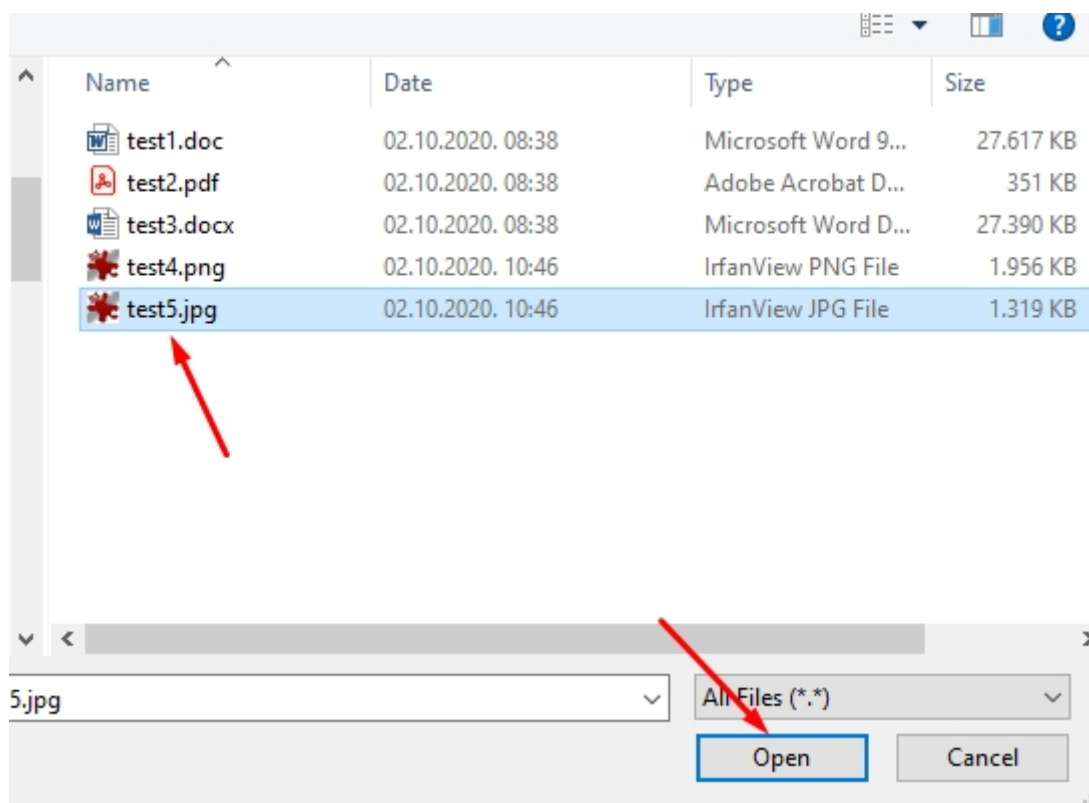 Name Date Type Size
test1.doc 02.10.2020. 08:38 Microsoft Word 9... 27.617 KB
test2.pdf 02.10.2020. 08:38 Adobe Acrobat D... 351 KB
test3.docx 02.10.2020. 08:38 Microsoft Word D... 27.390 KB
test4.png 02.10.2020. 10:46 IrfanView PNG File 1.956 KB
test5.jpg 02.10.2020. 10:46 IrfanView JPG File 1.319 KB
5.jpg All Files (*.*)
Open Cancel